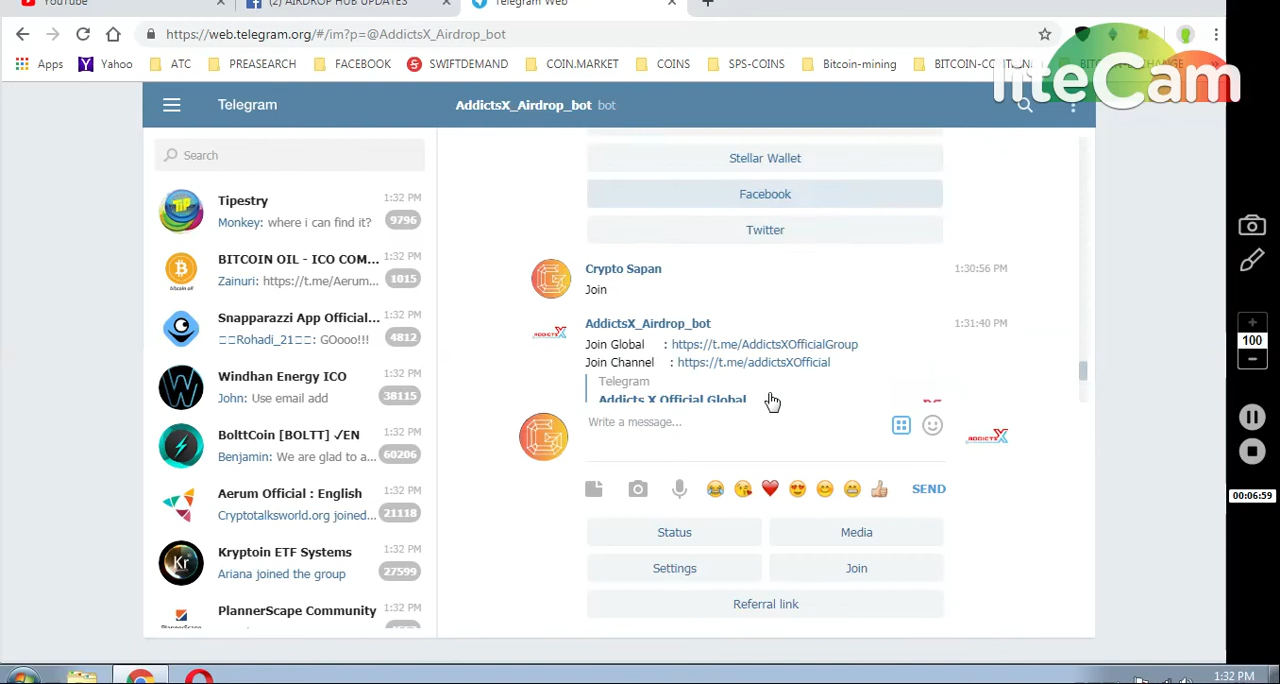 YouTube
(2) AIRDROP HUB UPDATES
Telegram Web
https://web.telegram.org/#/im?p=@AddictsX_Airdrop_bot
Apps
Yahoo
ATC
PREASEARCH
FACEBOOK
SWIFTDEMAND
COIN.MARKET
COINS
SPS-COINS
Bitcoin-mining
BITCOIN-CONT
BITCOIN-EXCHANGE
liteCam
Telegram
AddictsX_Airdrop_bot bot
Search
Tipestry
1:32 PM
Monkey: where i can find it?
9796
BITCOIN OIL - ICO COM...
1:32 PM
Zainuri: https://t.me/Aerum...
1015
Snapparazzi App Official...
1:32 PM
Rohadi_21: GOooo!!!
4812
Windhan Energy ICO
1:32 PM
John: Use email add
38115
BolttCoin [BOLTT] ✓EN
1:32 PM
Benjamin: We are glad to a...
60206
Aerum Official : English
1:32 PM
Cryptotalksworld.org joined...
21118
Kryptoin ETF Systems
1:32 PM
Ariana joined the group
27599
PlannerScape Community
1:32 PM
Stellar Wallet
Facebook
Twitter
Crypto Sapan
1:30:56 PM
Join
AddictsX_Airdrop_bot
1:31:40 PM
ADDICTSX
Join Global : https://t.me/AddictsXOfficialGroup
Join Channel : https://t.me/addictsXOfficial
Telegram
Addicts X Official Global
Write a message...
ADDICTSX
SEND
Status
Media
Settings
Join
Referral link
100
00:06:59
1:32 PM